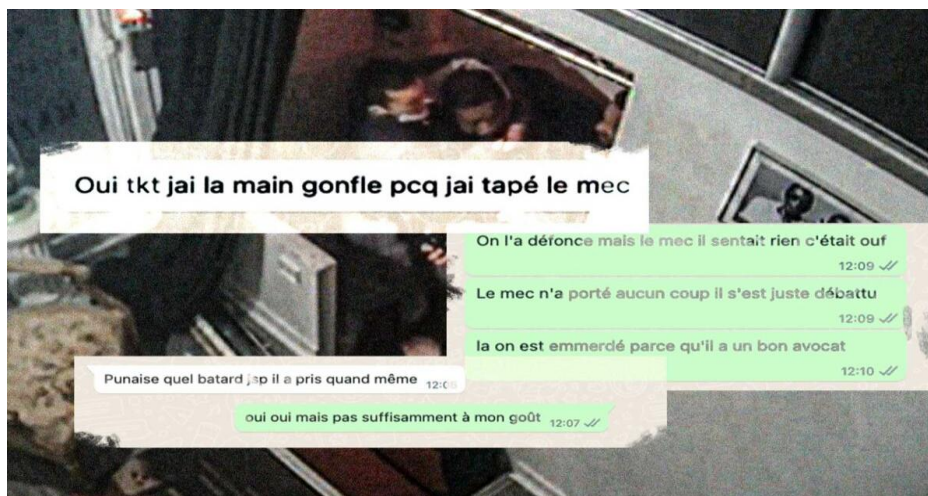 Oui tkt jai la main gonfle pcq jai tapé le mec
On l'a défonce mais le mec il sentait rien c'était ouf
12:09
Le mec n'a porté aucun coup il s'est juste débattu
12:09
la on est emmerdé parce qu'il a un bon avocat
12:10
Punaise quel batard jsp il a pris quand même
oui oui mais pas suffisamment à mon goût
12:07